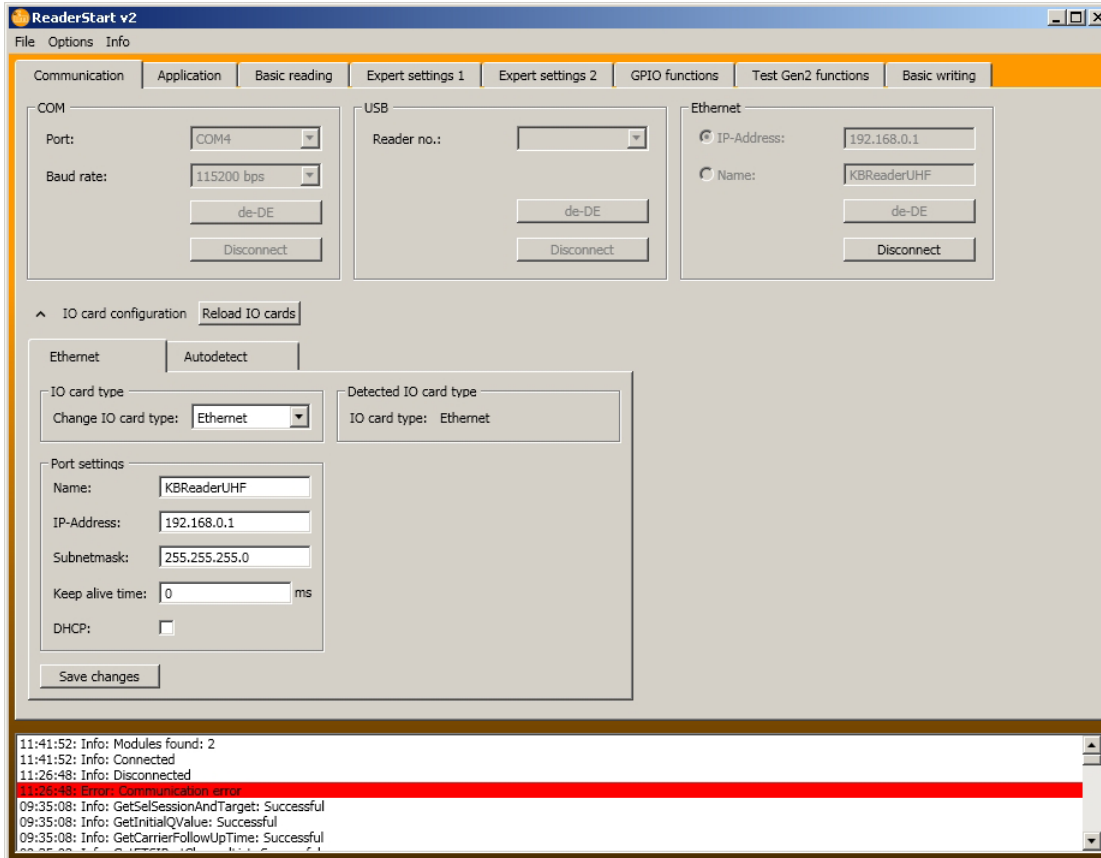 ReaderStart v2
File Options Info
Communication Application Basic reading Expert settings 1 Expert settings 2 GPIO functions Test Gen2 functions Basic writing
COM
Port: COM4
Baud rate: 115200 bps
de-DE
Disconnect
USB
Reader no.:
de-DE
Disconnect
Ethernet
IP-Address: 192.168.0.1
Name: KBReaderUHF
de-DE
Disconnect
IO card configuration Reload IO cards
Ethernet Autodetect
IO card type
Change IO card type: Ethernet
Detected IO card type
IO card type: Ethernet
Port settings
Name: KBReaderUHF
IP-Address: 192.168.0.1
Subnetmask: 255.255.255.0
Keep alive time: 0 ms
DHCP:
Save changes
11:41:52: Info: Modules found: 2
11:41:52: Info: Connected
11:26:48: Info: Disconnected
11:26:48: Error: Communication error
09:35:08: Info: GetSelSessionAndTarget: Successful
09:35:08: Info: GetInitialQValue: Successful
09:35:08: Info: GetCarrierFollowUpTime: Successful